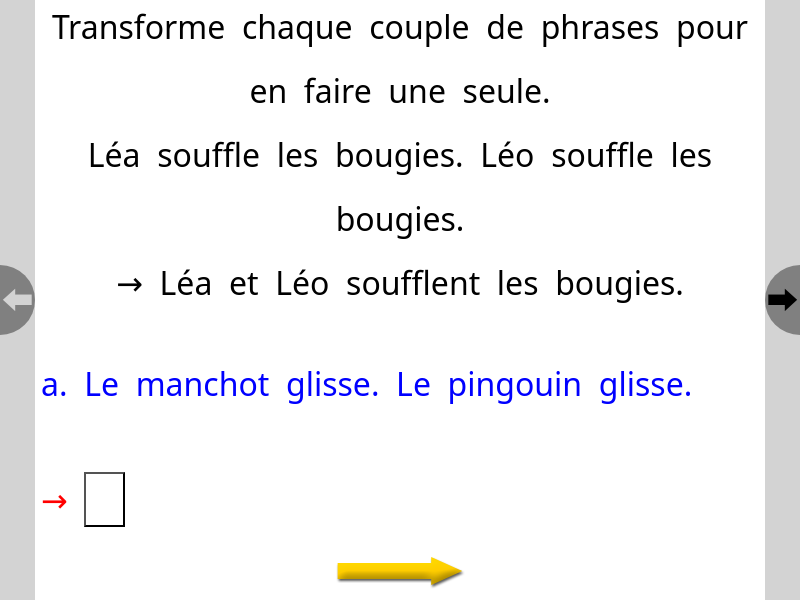 Transforme chaque couple de phrases pour
en faire une seule.
Léa souffle les bougies. Léo souffle les
bougies.
→ Léa et Léo soufflent les bougies.
a. Le manchot glisse. Le pingouin glisse.
→